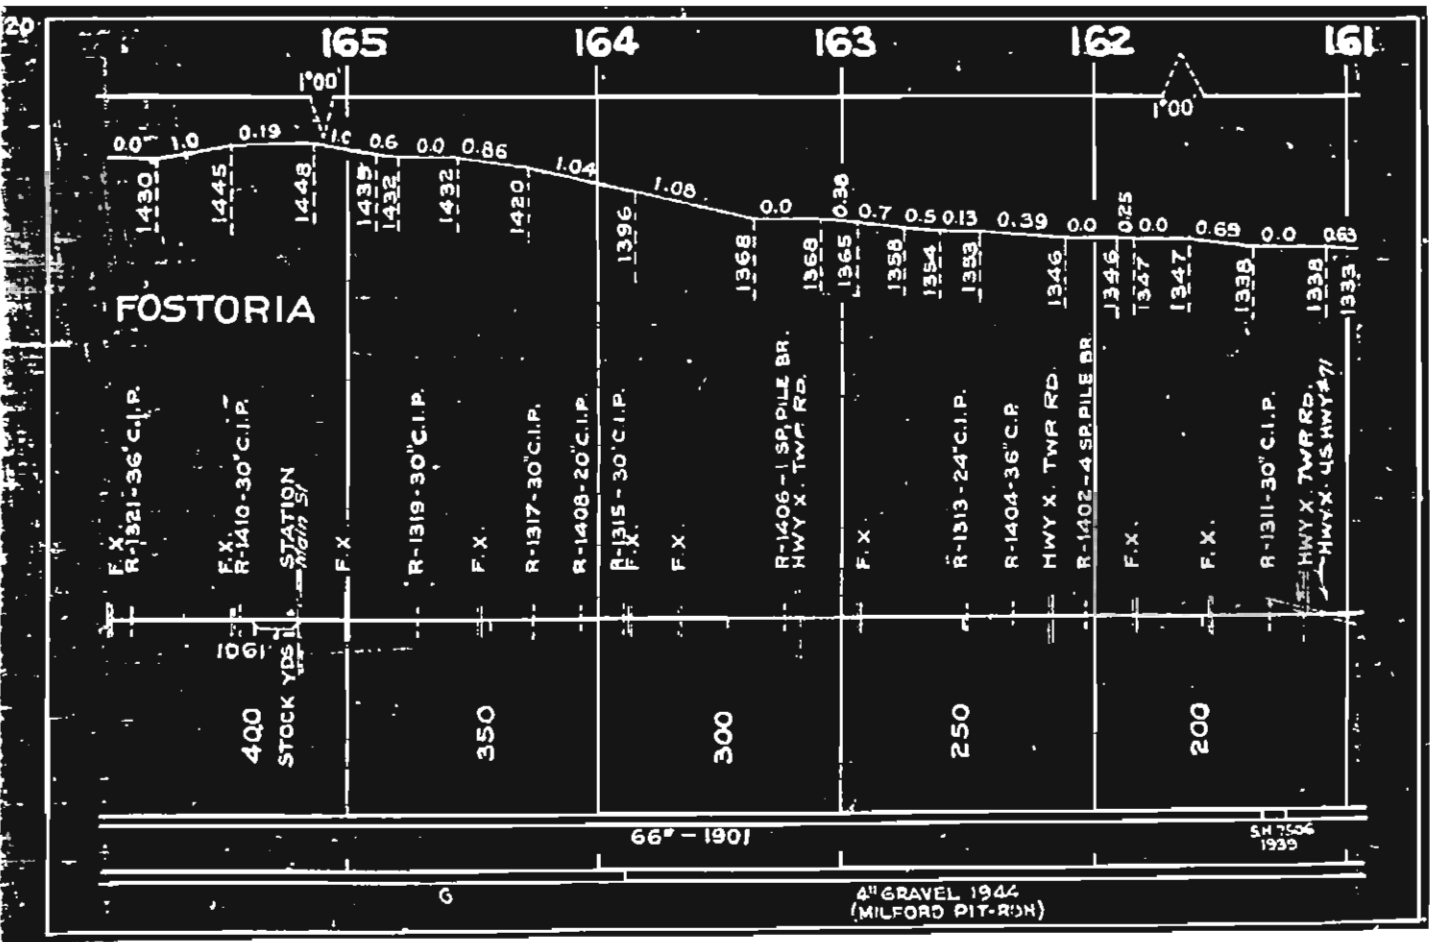 20
165 164 163 162 161
1°00'
1°00'
0.0 1.0 0.19 1.0 0.6 0.0 0.86 1.04 1.08 0.0 0.30 0.7 0.5 0.13 0.39 0.0 0.25 0.0 0.69 0.0 0.63
1430 1445 1448 1435 1432 1432 1420 1396 1368 1368 1365 1358 1354 1353 1346 1346 1347 1347 1338 1338 1333
FOSTORIA
F.X.
R-1321-36"C.I.P.
F.X.
R-1410-30"C.I.P.
STATION
Main St
F.X.
R-1319-30"C.I.P.
F.X.
R-1317-30"C.I.P.
R-1408-20"C.I.P.
R-1315-30"C.I.P.
F.X.
F.X.
R-1406-1 SP. PILE BR.
HWY X. TWP. RD.
F.X.
R-1313-24"C.I.P.
R-1404-36"C.P.
HWY X. TWR RD.
R-1402-4 SP. PILE BR.
F.X.
F.X.
R-1311-30"C.I.P.
HWY X. TWR RD.
HWY. X. US HWY #71
1061
STOCK YDS
400 350 300 250 200
66#-1901
S.H 7506
1939
G
4" GRAVEL 1944
(MILFORD PIT-RUN)